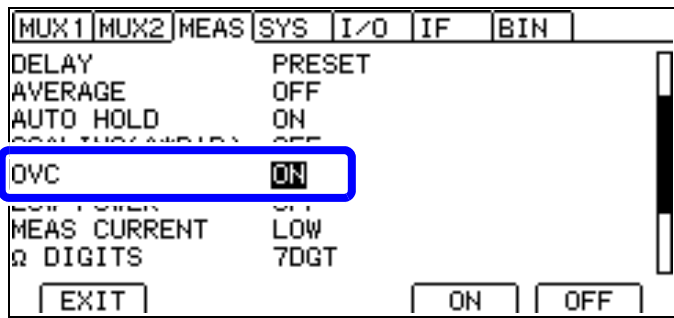 MUX1 MUX2 MEAS SYS I/O IF BIN
DELAY PRESET
AVERAGE OFF
AUTO HOLD ON
OVC ON
MEAS CURRENT LOW
Ω DIGITS 7DGT
EXIT ON OFF